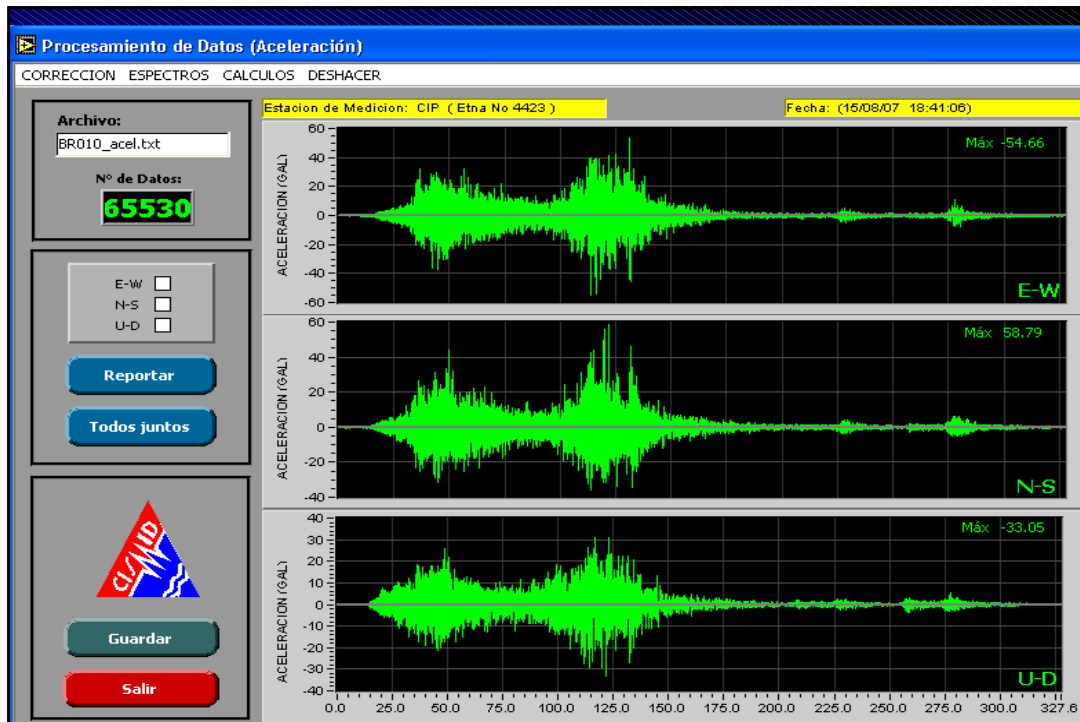 Procesamiento de Datos (Aceleración)
CORRECCION ESPECTROS CALCULOS DESHACER
Archivo:
BR010_acel.txt
Nº de Datos:
65530
E-W
N-S
U-D
Reportar
Todos juntos
CISMID
Guardar
Salir
Estacion de Medicion: CIP ( Etna No 4423 )
Fecha: (15/08/07 18:41:06)
ACELERACION (GAL)
60
40
20
0
-20
-40
-60
Máx -54.66
E-W
ACELERACION (GAL)
60
40
20
0
-20
-40
Máx 58.79
N-S
ACELERACION (GAL)
40
30
20
10
0
-10
-20
-30
-40
Máx -33.05
U-D
0.0 25.0 50.0 75.0 100.0 125.0 150.0 175.0 200.0 225.0 250.0 275.0 300.0 327.6